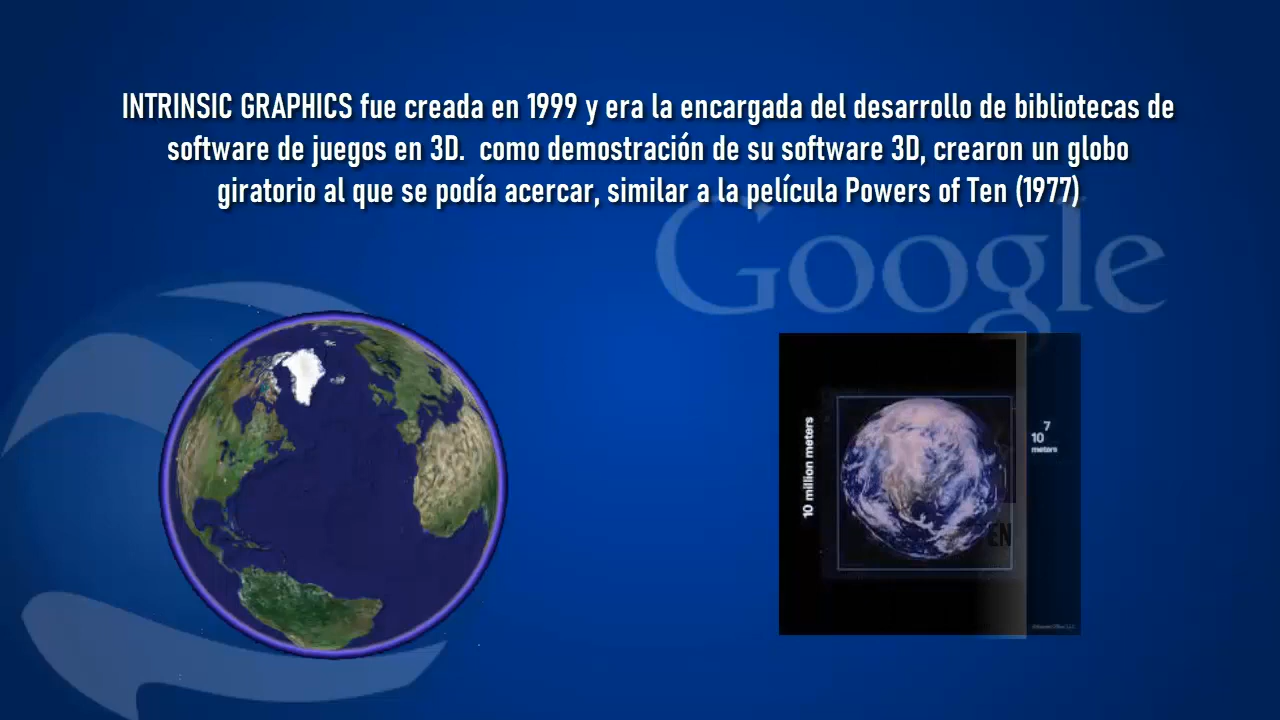 INTRINSIC GRAPHICS fue creada en 1999 y era la encargada del desarrollo de bibliotecas de
software de juegos en 3D.  como demostración de su software 3D, crearon un globo
giratorio al que se podía acercar, similar a la película Powers of Ten (1977)
Google
10 million meters
7
10
meters
EN